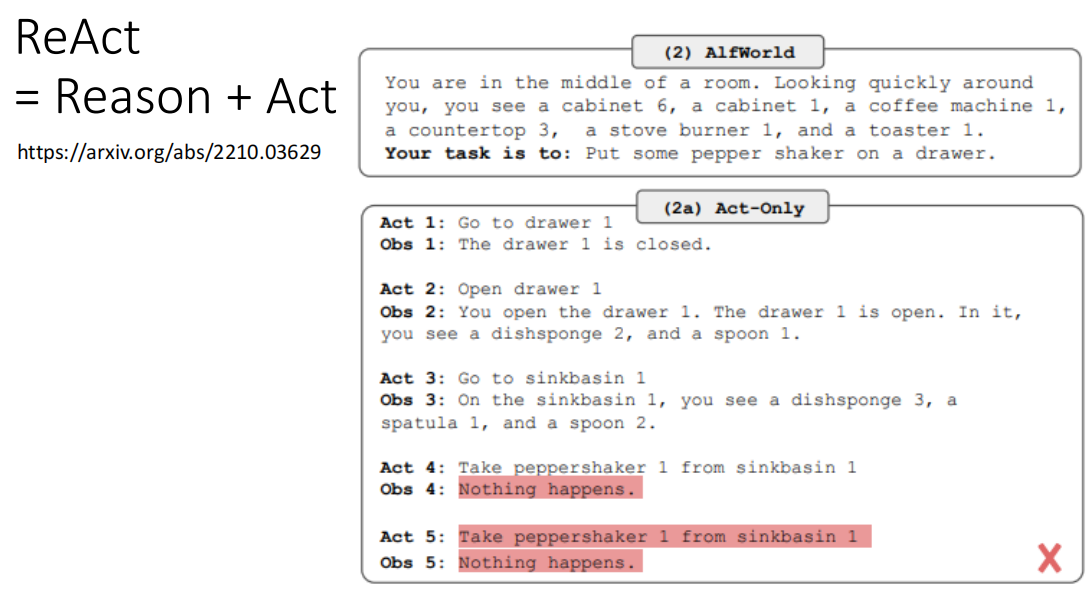 ReAct
= Reason + Act
https://arxiv.org/abs/2210.03629
(2) AlfWorld
You are in the middle of a room. Looking quickly around
you, you see a cabinet 6, a cabinet 1, a coffee machine 1,
a countertop 3, a stove burner 1, and a toaster 1.
Your task is to: Put some pepper shaker on a drawer.
(2a) Act-Only
Act 1: Go to drawer 1
Obs 1: The drawer 1 is closed.
Act 2: Open drawer 1
Obs 2: You open the drawer 1. The drawer 1 is open. In it,
you see a dishsponge 2, and a spoon 1.
Act 3: Go to sinkbasin 1
Obs 3: On the sinkbasin 1, you see a dishsponge 3, a
spatula 1, and a spoon 2.
Act 4: Take peppershaker 1 from sinkbasin 1
Obs 4: Nothing happens.
Act 5: Take peppershaker 1 from sinkbasin 1
Obs 5: Nothing happens.